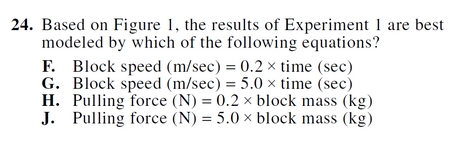 24. Based on Figure 1, the results of Experiment 1 are best
modeled by which of the following equations?
F. Block speed (m/sec) = 0.2 × time (sec)
G. Block speed (m/sec) = 5.0 × time (sec)
H. Pulling force (N) = 0.2 × block mass (kg)
J. Pulling force (N) = 5.0 × block mass (kg)